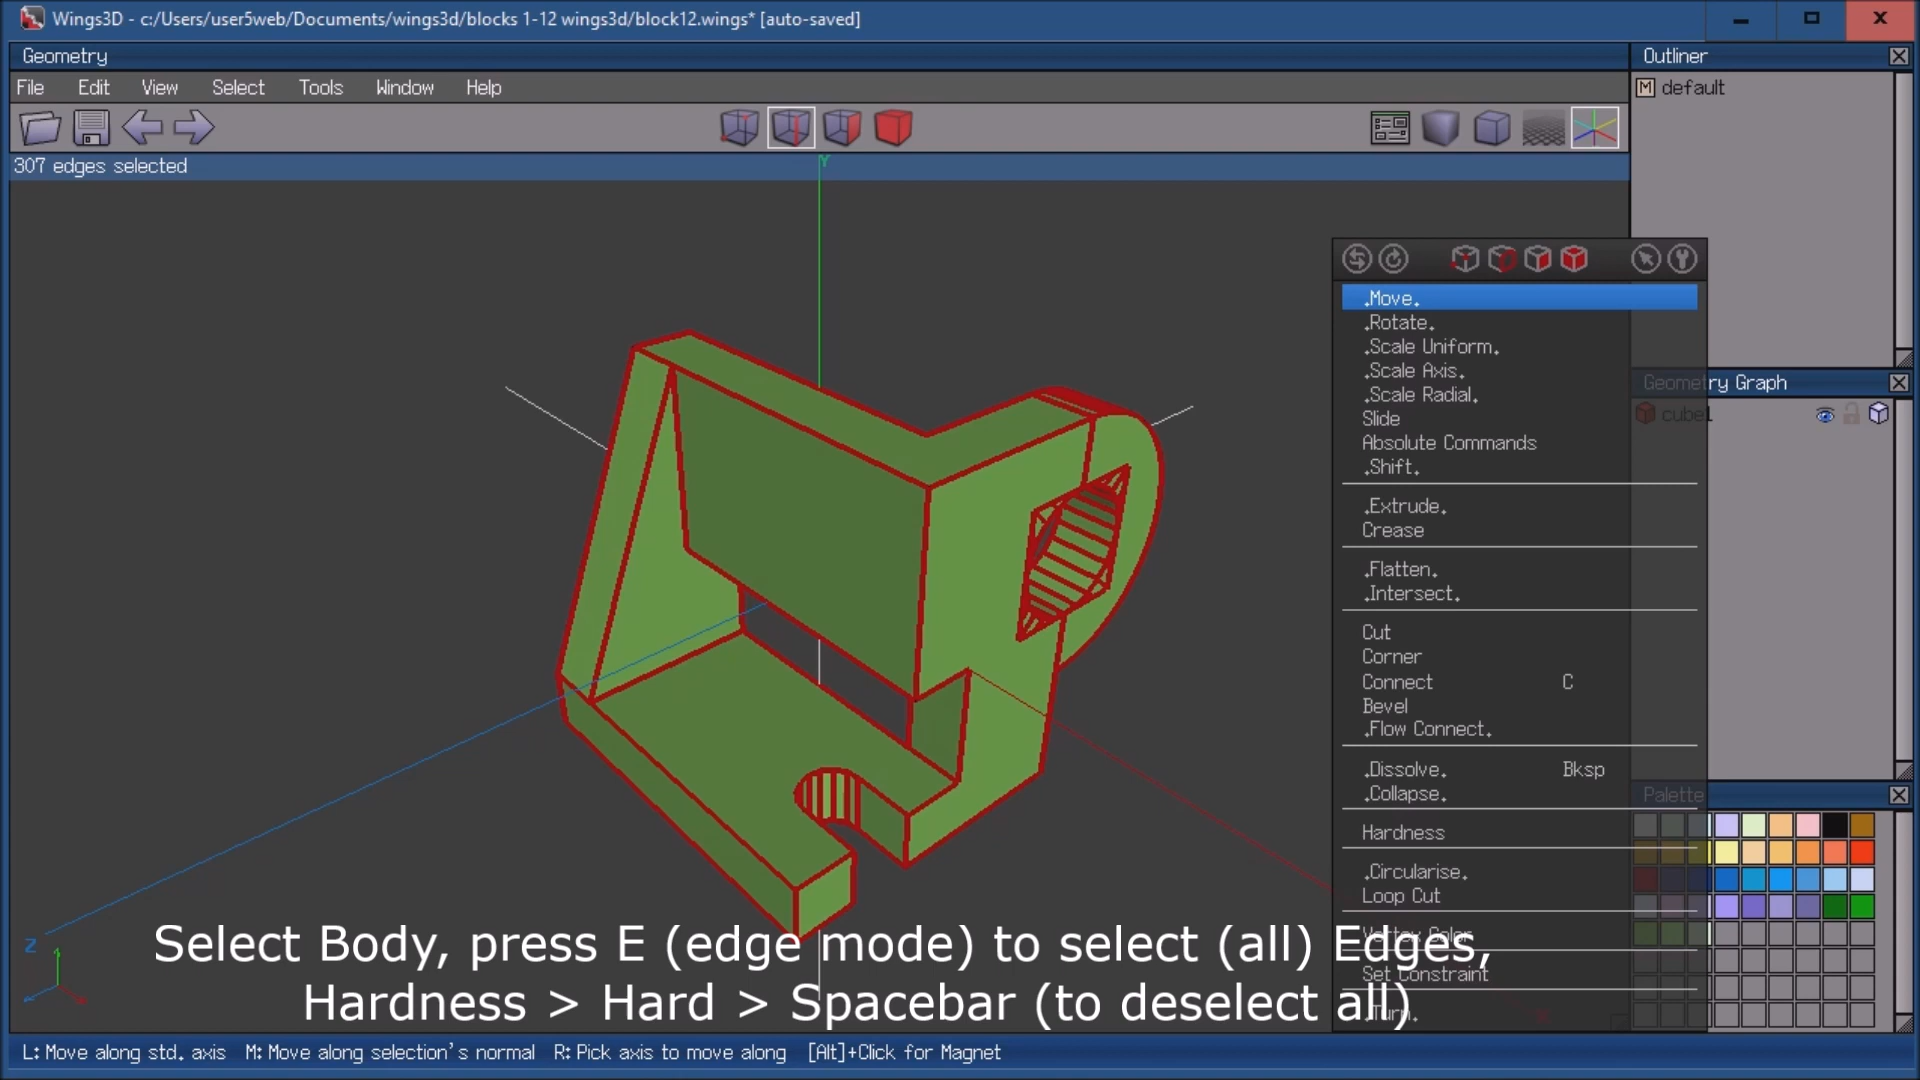 Wings3D - c:/Users/user5web/Documents/wings3d/blocks 1-12 wings3d/block12.wings* [auto-saved]
Geometry
File Edit View Select Tools Window Help
307 edges selected
Y
Outliner
M default
.Move.
.Rotate.
.Scale Uniform.
.Scale Axis.
.Scale Radial.
Slide
Absolute Commands
.Shift.
.Extrude.
Crease
.Flatten.
.Intersect.
Cut
Corner
Connect C
Bevel
.Flow Connect.
.Dissolve. Bksp
.Collapse.
Hardness
.Circularise.
Loop Cut
Vertex Color
Set Constraint
.Turn.
Geometry Graph
cube1
Palette
Z
Select Body, press E (edge mode) to select (all) Edges,
Hardness > Hard > Spacebar (to deselect all)
L: Move along std. axis M: Move along selection's normal R: Pick axis to move along [Alt]+Click for Magnet